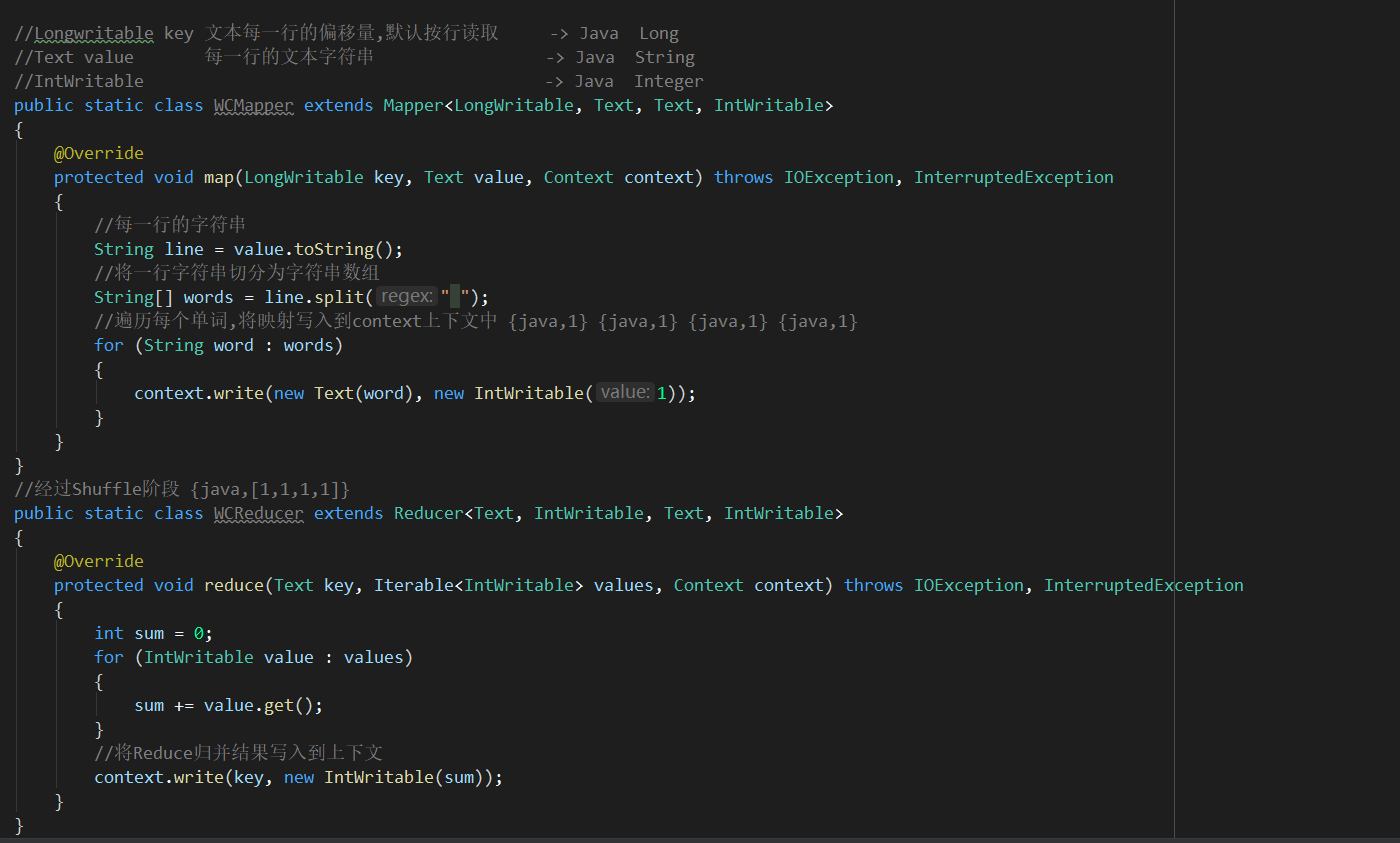 //Longwritable key 文本每一行的偏移量,默认按行读取 -> Java Long
//Text value 每一行的文本字符串 -> Java String
//IntWritable -> Java Integer
public static class WCMapper extends Mapper<LongWritable, Text, Text, IntWritable>
{
@Override
protected void map(LongWritable key, Text value, Context context) throws IOException, InterruptedException
{
//每一行的字符串
String line = value.toString();
//将一行字符串切分为字符串数组
String[] words = line.split( regex: " ");
//遍历每个单词,将映射写入到context上下文中 {java,1} {java,1} {java,1} {java,1}
for (String word : words)
{
context.write(new Text(word), new IntWritable( value: 1));
}
}
}
//经过Shuffle阶段 {java,[1,1,1,1]}
public static class WCReducer extends Reducer<Text, IntWritable, Text, IntWritable>
{
@Override
protected void reduce(Text key, Iterable<IntWritable> values, Context context) throws IOException, InterruptedException
{
int sum = 0;
for (IntWritable value : values)
{
sum += value.get();
}
//将Reduce归并结果写入到上下文
context.write(key, new IntWritable(sum));
}
}